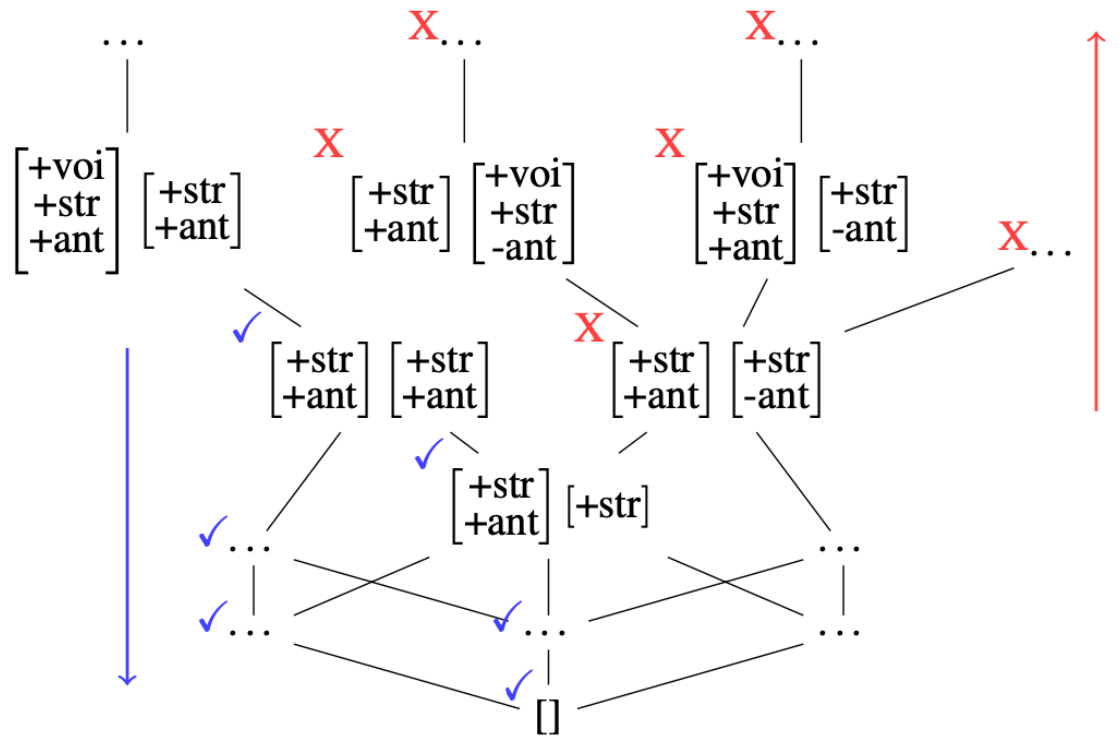 ... X... X...
X X
[+voi +str +ant] [+str +ant] [+str +ant] [+voi +str -ant] [+voi +str +ant] [+str -ant]
X...
✓ X
[+str +ant] [+str +ant] [+str +ant] [+str -ant]
✓
[+str +ant] [+str]
✓... ...
✓... ✓... ...
✓
[]